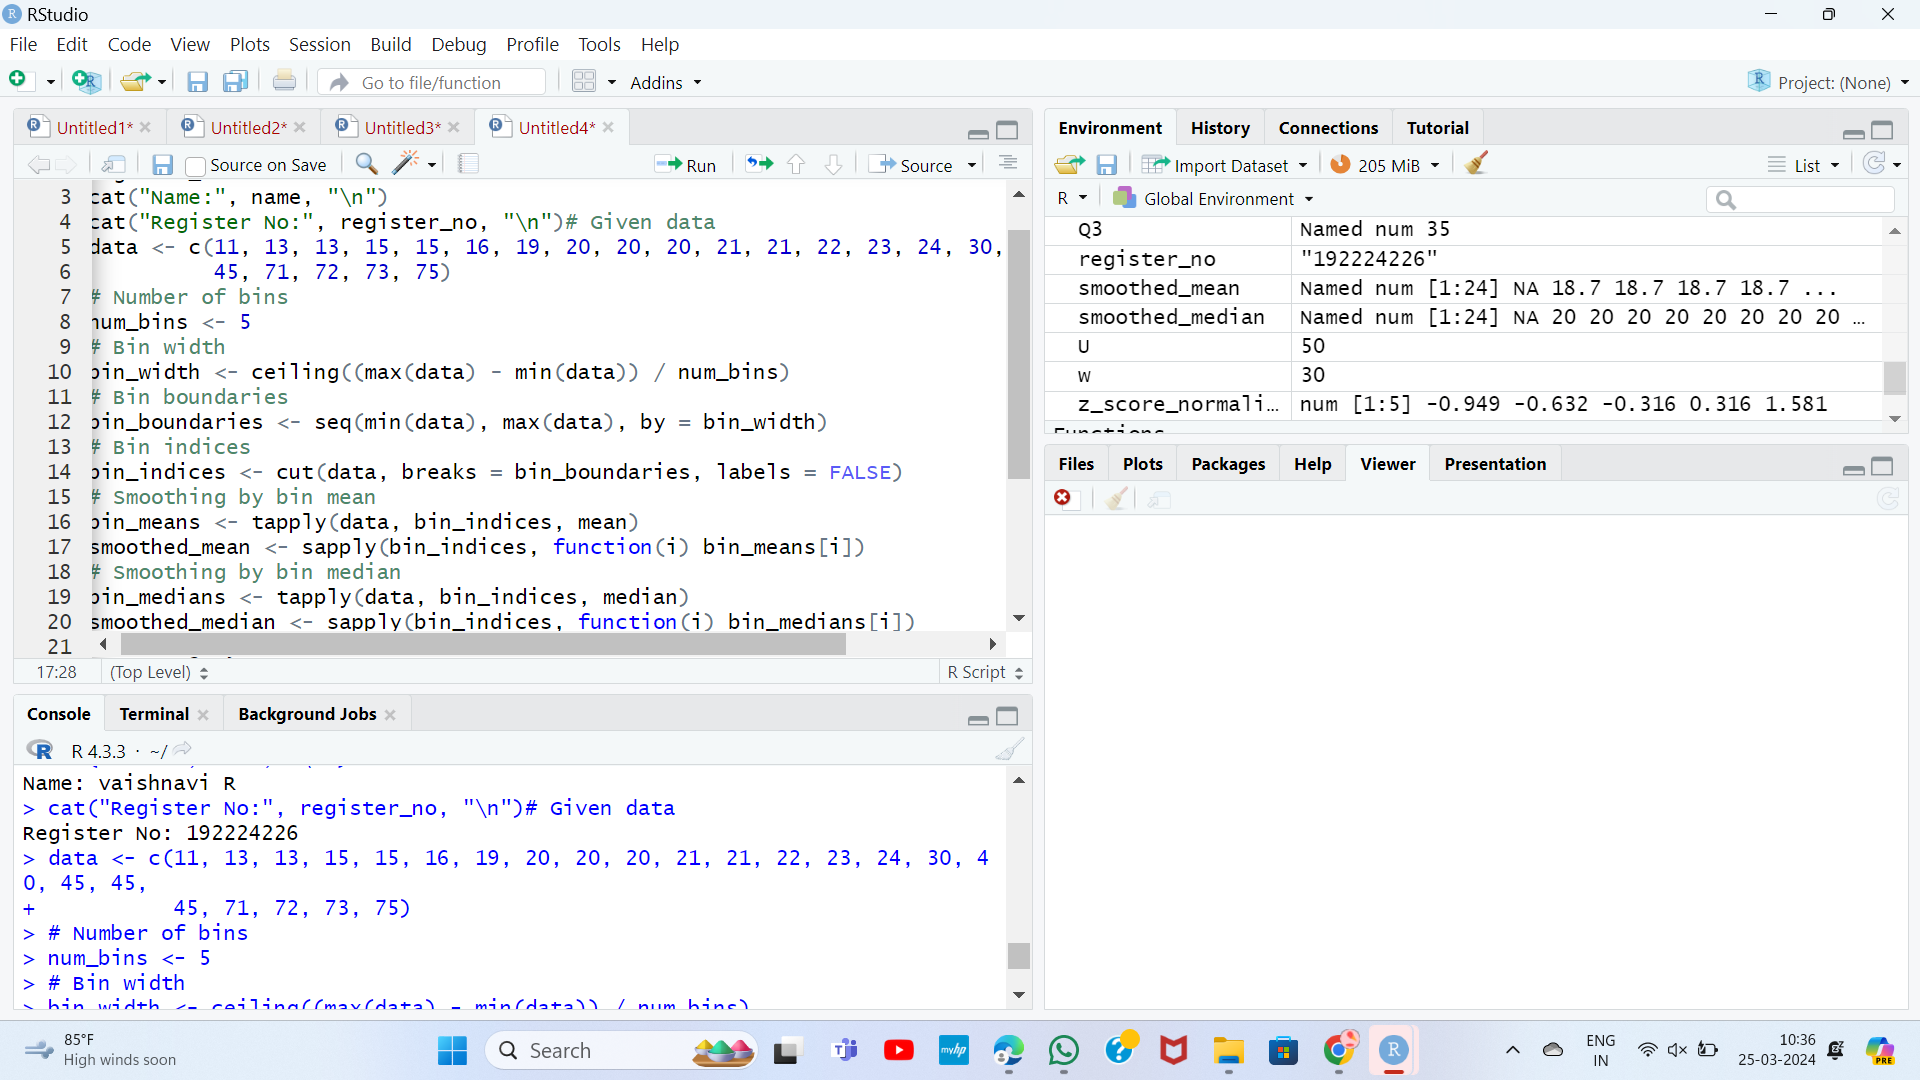 RStudio
File Edit Code View Plots Session Build Debug Profile Tools Help
Go to file/function Addins Project: (None)
Untitled1* Untitled2* Untitled3* Untitled4*
Source on Save Run Source
3 cat("Name:", name, "\n")
4 cat("Register No:", register_no, "\n")# Given data
5 data <- c(11, 13, 13, 15, 15, 16, 19, 20, 20, 20, 21, 21, 22, 23, 24, 30,
6 45, 71, 72, 73, 75)
7 # Number of bins
8 num_bins <- 5
9 # Bin width
10 bin_width <- ceiling((max(data) - min(data)) / num_bins)
11 # Bin boundaries
12 bin_boundaries <- seq(min(data), max(data), by = bin_width)
13 # Bin indices
14 bin_indices <- cut(data, breaks = bin_boundaries, labels = FALSE)
15 # Smoothing by bin mean
16 bin_means <- tapply(data, bin_indices, mean)
17 smoothed_mean <- sapply(bin_indices, function(i) bin_means[i])
18 # Smoothing by bin median
19 bin_medians <- tapply(data, bin_indices, median)
20 smoothed_median <- sapply(bin_indices, function(i) bin_medians[i])
21
17:28 (Top Level) R Script
Console Terminal Background Jobs
R 4.3.3 · ~/
Name: vaishnavi R
> cat("Register No:", register_no, "\n")# Given data
Register No: 192224226
> data <- c(11, 13, 13, 15, 15, 16, 19, 20, 20, 20, 21, 21, 22, 23, 24, 30, 4
0, 45, 45,
+ 45, 71, 72, 73, 75)
> # Number of bins
> num_bins <- 5
> # Bin width
> bin_width <- ceiling((max(data) - min(data)) / num_bins)
Environment History Connections Tutorial
Import Dataset 205 MiB List
R Global Environment
Q3 Named num 35
register_no "192224226"
smoothed_mean Named num [1:24] NA 18.7 18.7 18.7 18.7 ...
smoothed_median Named num [1:24] NA 20 20 20 20 20 20 20 20 ...
U 50
w 30
z_score_normali… num [1:5] -0.949 -0.632 -0.316 0.316 1.581
Functions
Files Plots Packages Help Viewer Presentation
85°F
High winds soon
Search
myhp
PRE
ENG
IN
10:36
25-03-2024